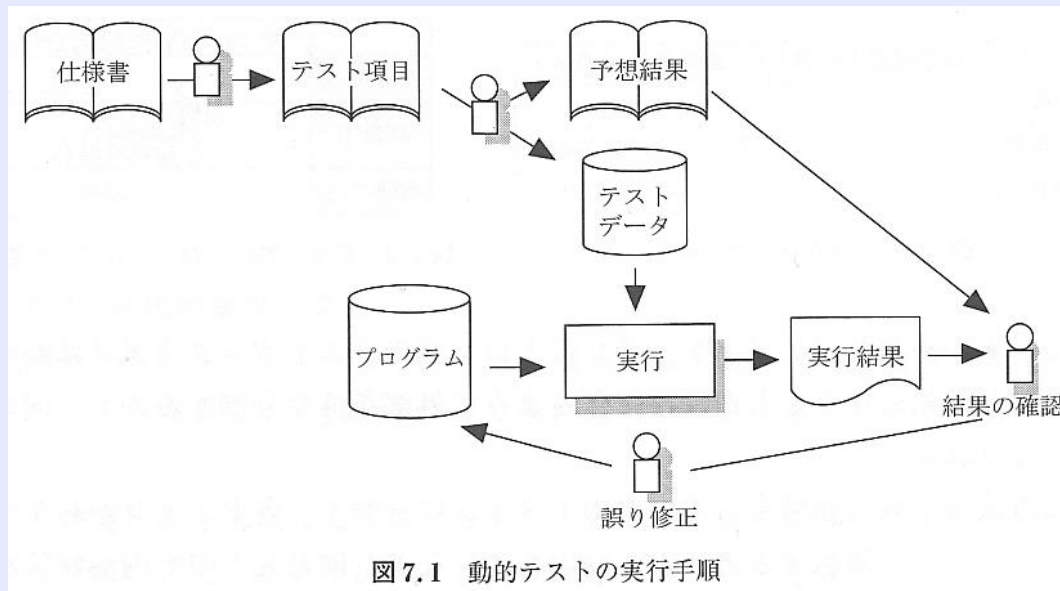 仕様書
テスト項目
予想結果
テスト
データ
プログラム
実行
実行結果
結果の確認
誤り修正
図7.1 動的テストの実行手順